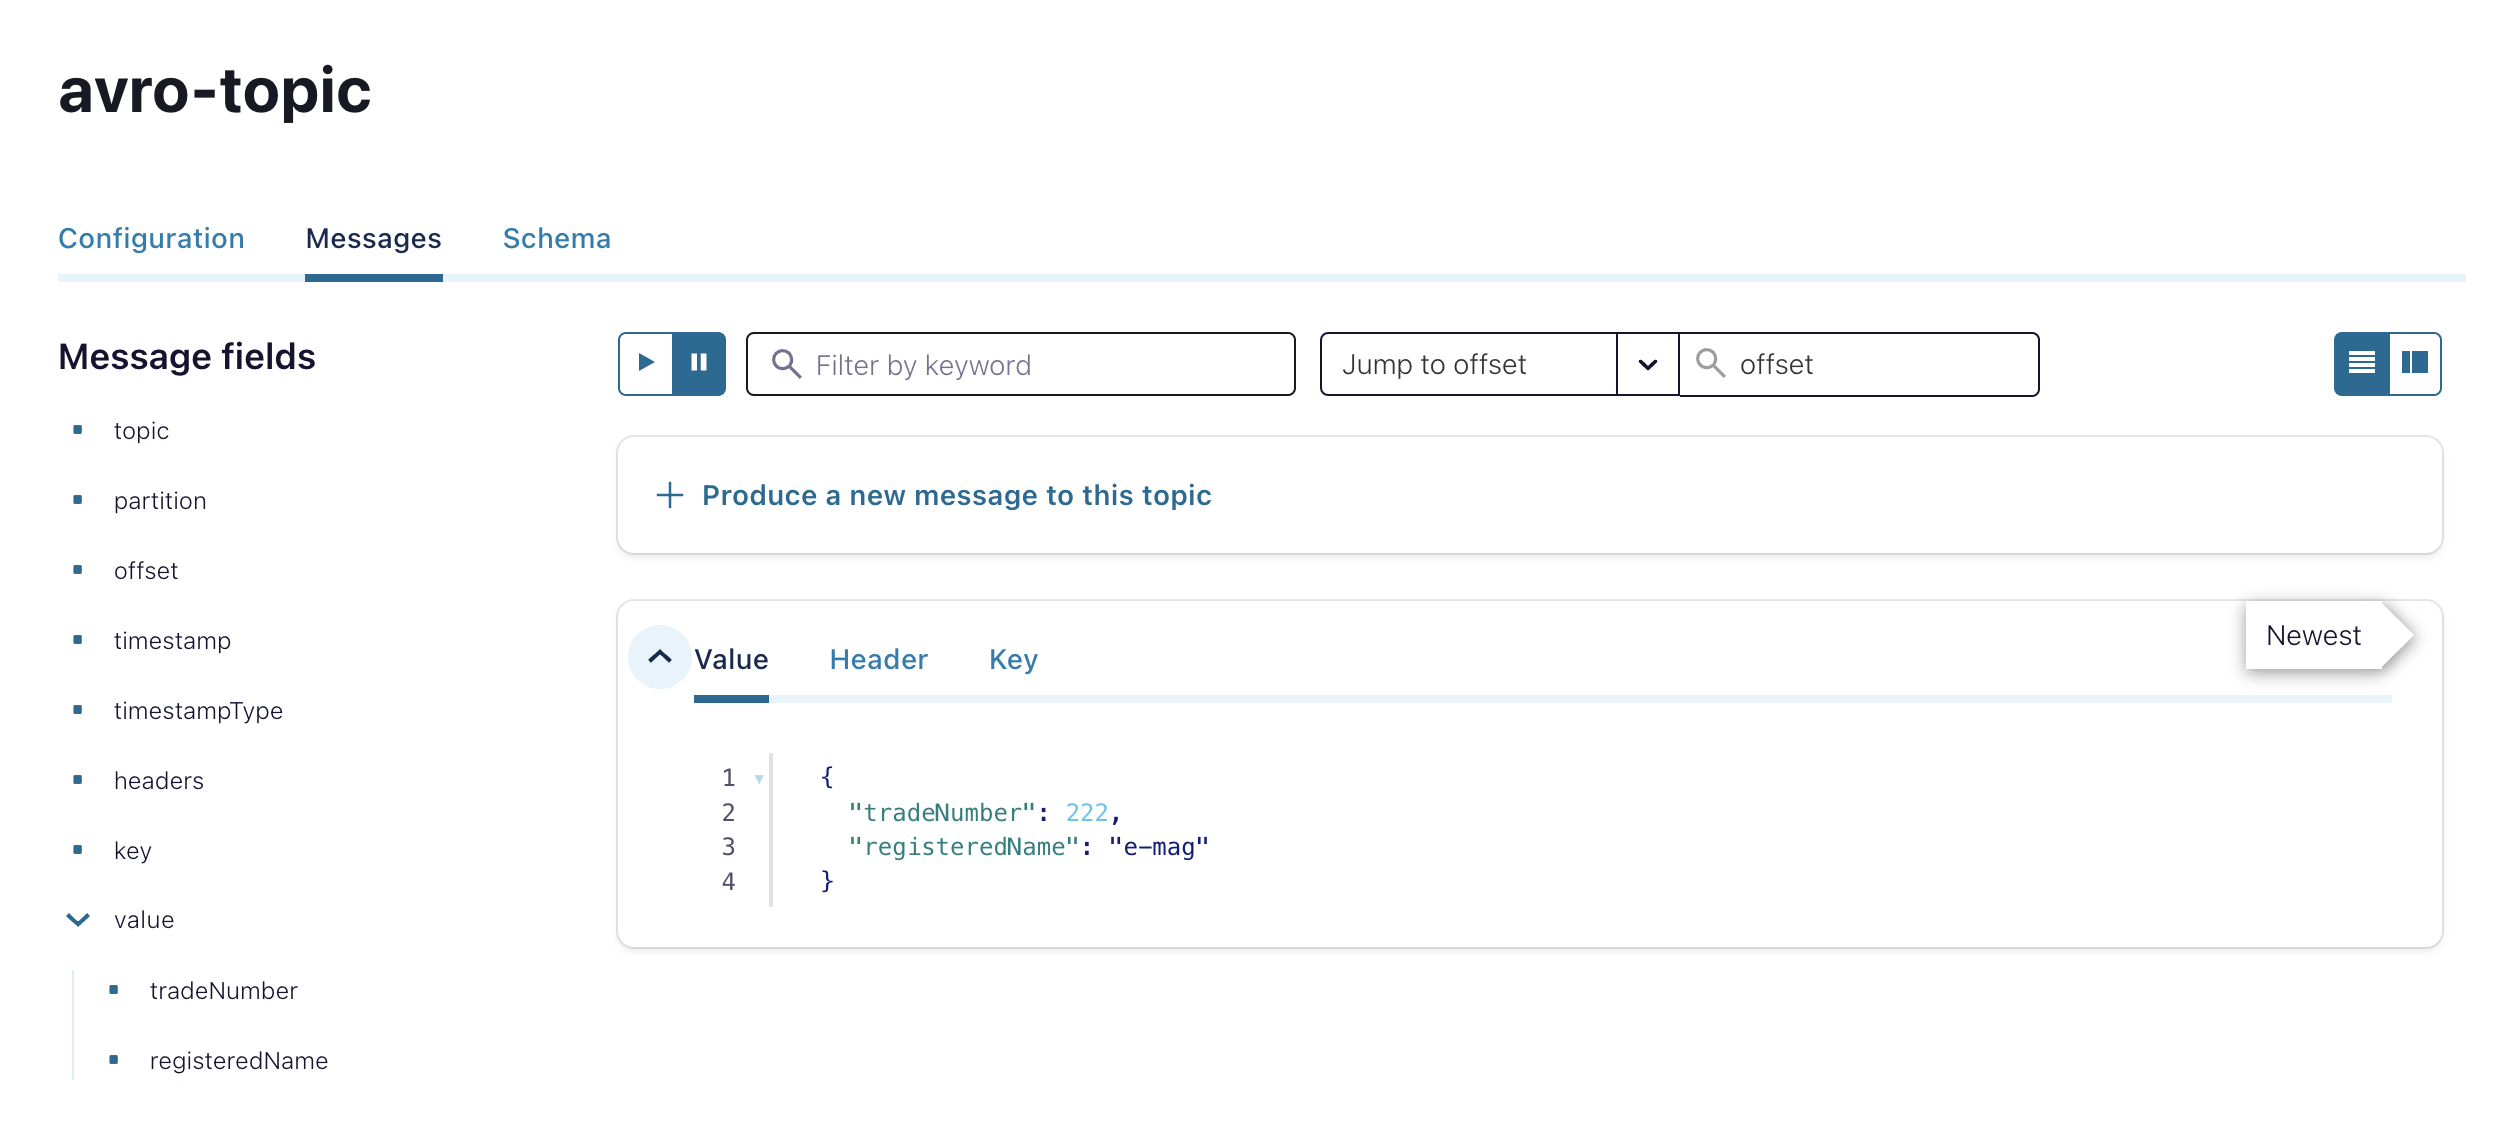 avro-topic
Configuration Messages Schema
Message fields
topic
partition
offset
timestamp
timestampType
headers
key
value
tradeNumber
registeredName
Filter by keyword Jump to offset offset
Produce a new message to this topic
Newest
Value Header Key
1 {
2 "tradeNumber": 222,
3 "registeredName": "e-mag"
4 }